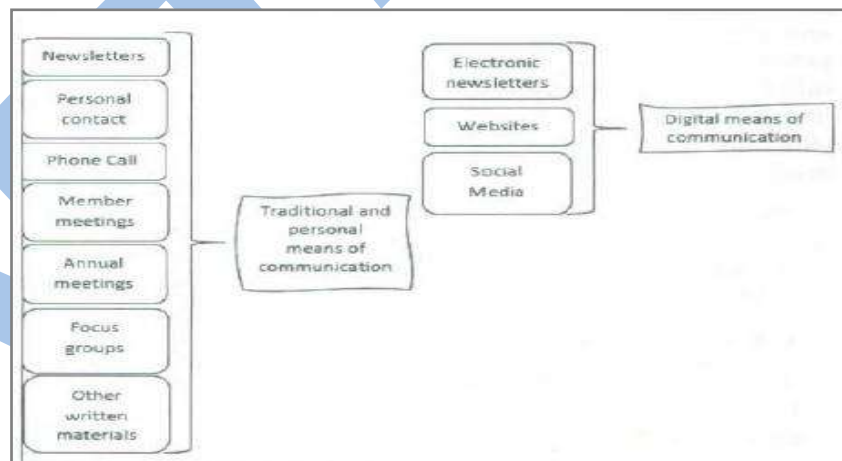 Newsletters
Personal
contact
Phone Call
Member
meetings
Annual
meetings
Focus
groups
Other
written
materials
Traditional and
personal
means of
communication
Electronic
newsletters
Websites
Social
Media
Digital means of
communication